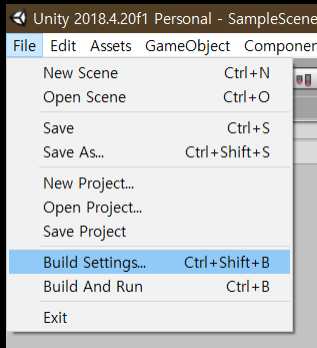 Unity 2018.4.20f1 Personal - SampleScene
File Edit Assets GameObject Componen
New Scene Ctrl+N
Open Scene Ctrl+O
Save Ctrl+S
Save As... Ctrl+Shift+S
New Project...
Open Project...
Save Project
Build Settings... Ctrl+Shift+B
Build And Run Ctrl+B
Exit